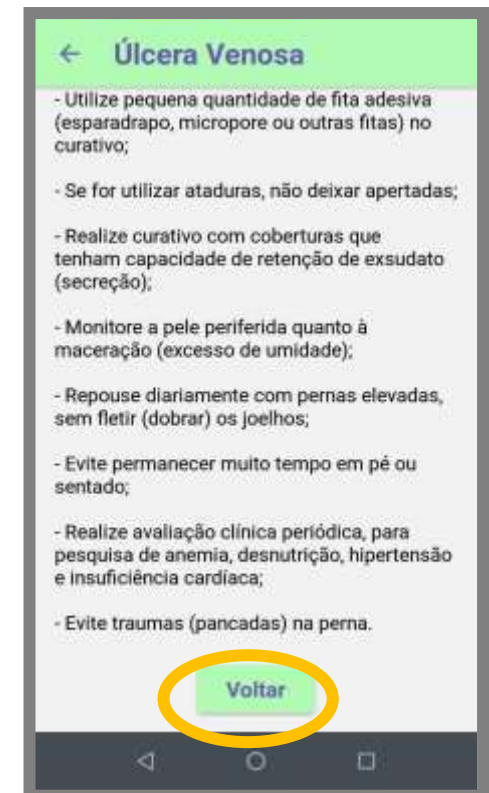 ← Úlcera Venosa
- Utilize pequena quantidade de fita adesiva
(esparadrapo, micropore ou outras fitas) no
curativo;
- Se for utilizar ataduras, não deixar apertadas;
- Realize curativo com coberturas que
tenham capacidade de retenção de exsudato
(secreção);
- Monitore a pele periferida quanto à
maceração (excesso de umidade);
- Repouse diariamente com pernas elevadas,
sem fletir (dobrar) os joelhos;
- Evite permanecer muito tempo em pé ou
sentado;
- Realize avaliação clínica periódica, para
pesquisa de anemia, desnutrição, hipertensão
e insuficiência cardíaca;
- Evite traumas (pancadas) na perna.
Voltar